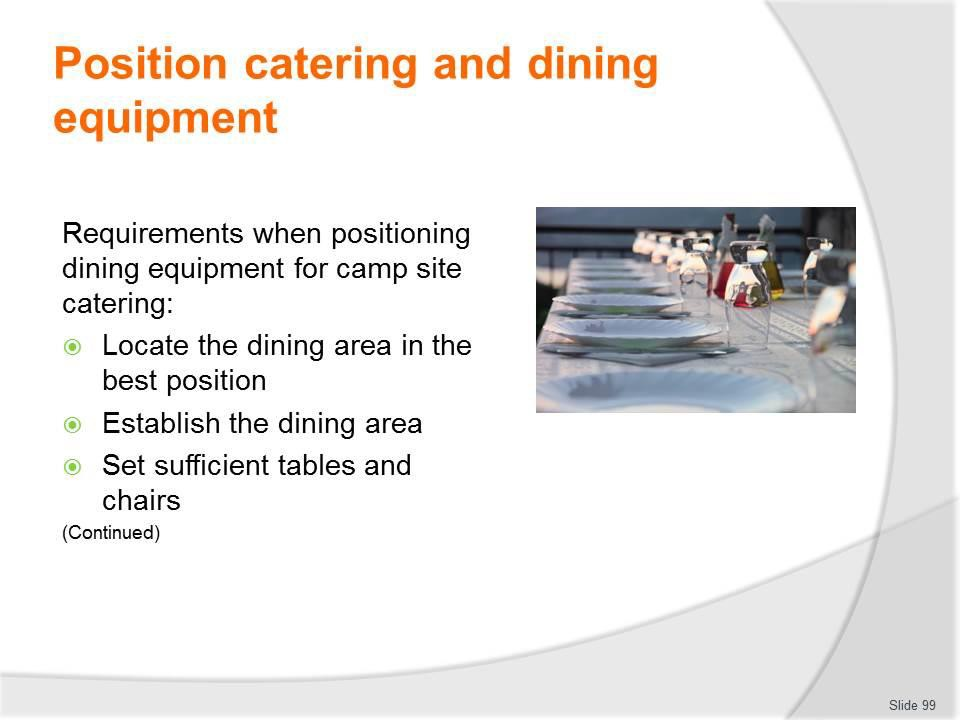 Position catering and dining
equipment
Requirements when positioning
dining equipment for camp site
catering:
Locate the dining area in the
best position
Establish the dining area
Set sufficient tables and
chairs
(Continued)
Slide 99